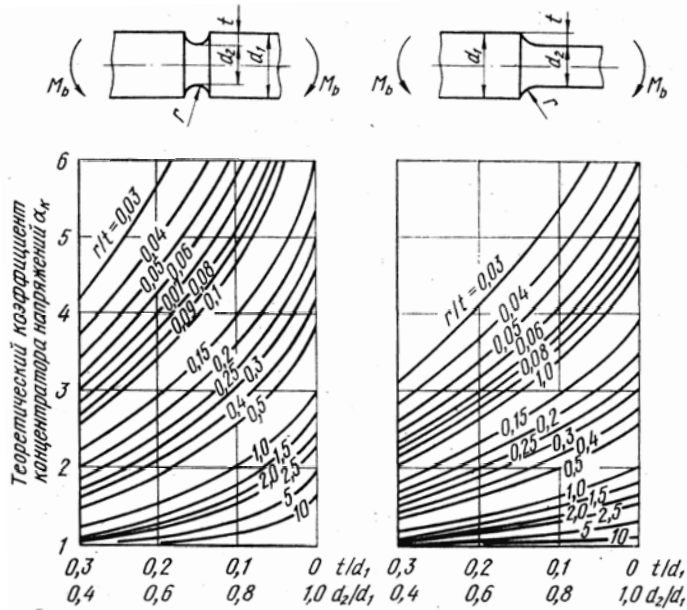 t
d₂
d₁
M_b
M_b
r
t
d₁
d₂
M_b
M_b
r
Теоретический коэффициент
концентратора напряжений αк
6
5
4
3
2
1
r/t = 0,03
0,04
0,05
0,06
0,07
0,08
0,09
0,1
0,15
0,2
0,25
0,3
0,4
0,5
1,0
1,5
2,0
2,5
5
10
0,3 0,2 0,1 0 t/d₁
0,4 0,6 0,8 1,0 d₂/d₁
r/t = 0,03
0,04
0,05
0,06
0,08
1,0
0,15
0,2
0,25
0,3
0,4
0,5
1,0
1,5
2,0
2,5
5
10
0,3 0,2 0,1 0 t/d₁
0,4 0,6 0,8 1,0 d₂/d₁